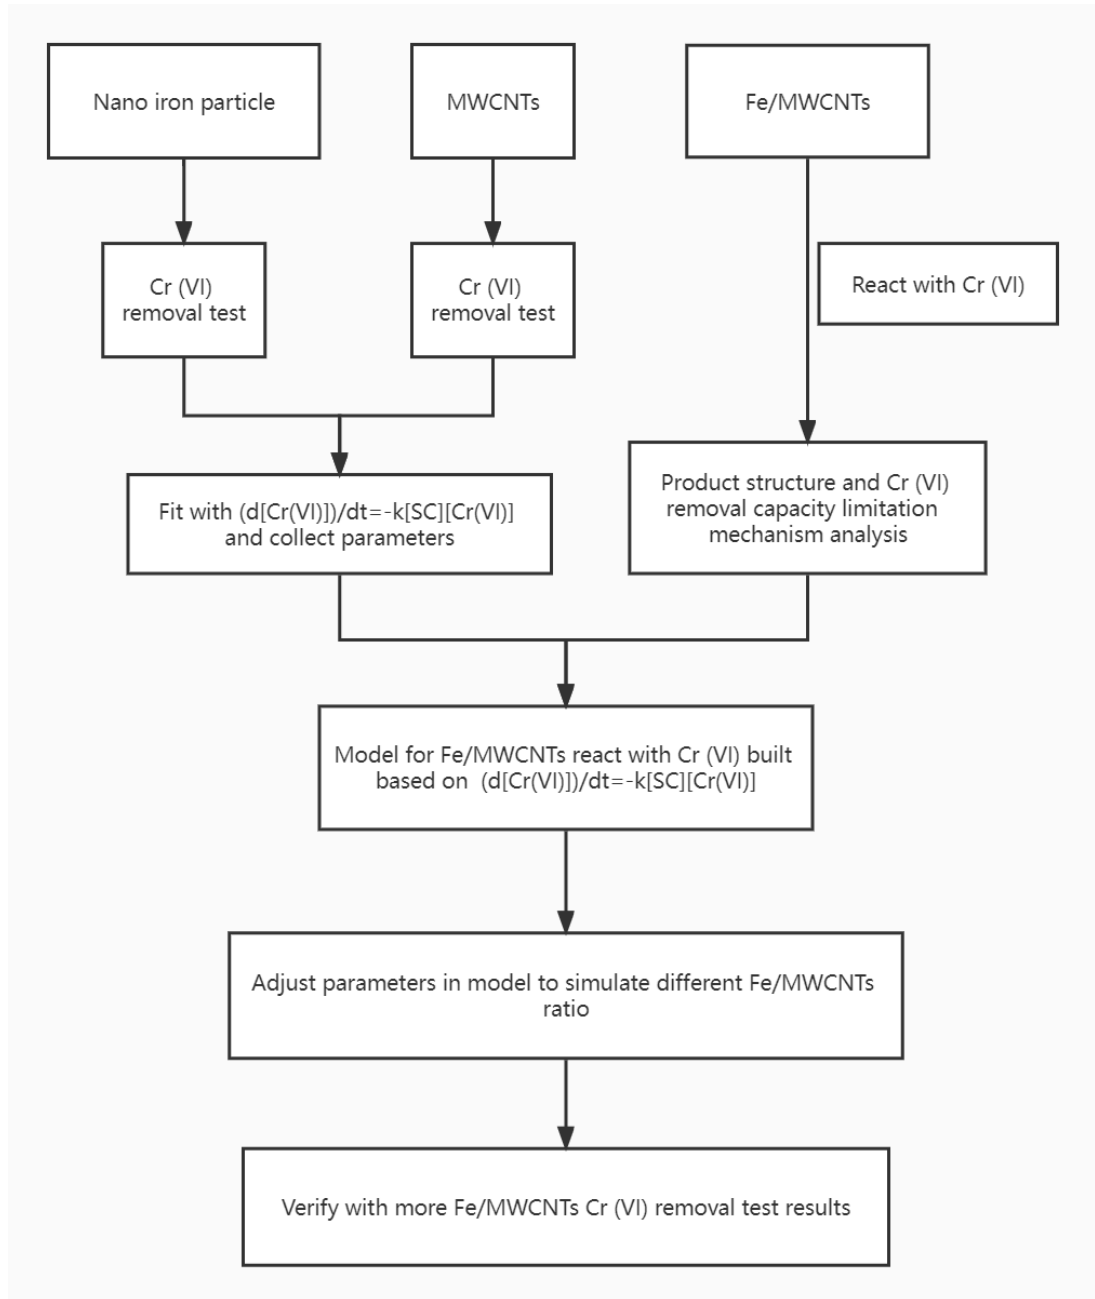 Nano iron particle
MWCNTs
Fe/MWCNTs
Cr (VI)
removal test
Cr (VI)
removal test
React with Cr (VI)
Fit with (d[Cr(VI)])/dt=-k[SC][Cr(VI)]
and collect parameters
Product structure and Cr (VI)
removal capacity limitation
mechanism analysis
Model for Fe/MWCNTs react with Cr (VI) built
based on  (d[Cr(VI)])/dt=-k[SC][Cr(VI)]
Adjust parameters in model to simulate different Fe/MWCNTs
ratio
Verify with more Fe/MWCNTs Cr (VI) removal test results